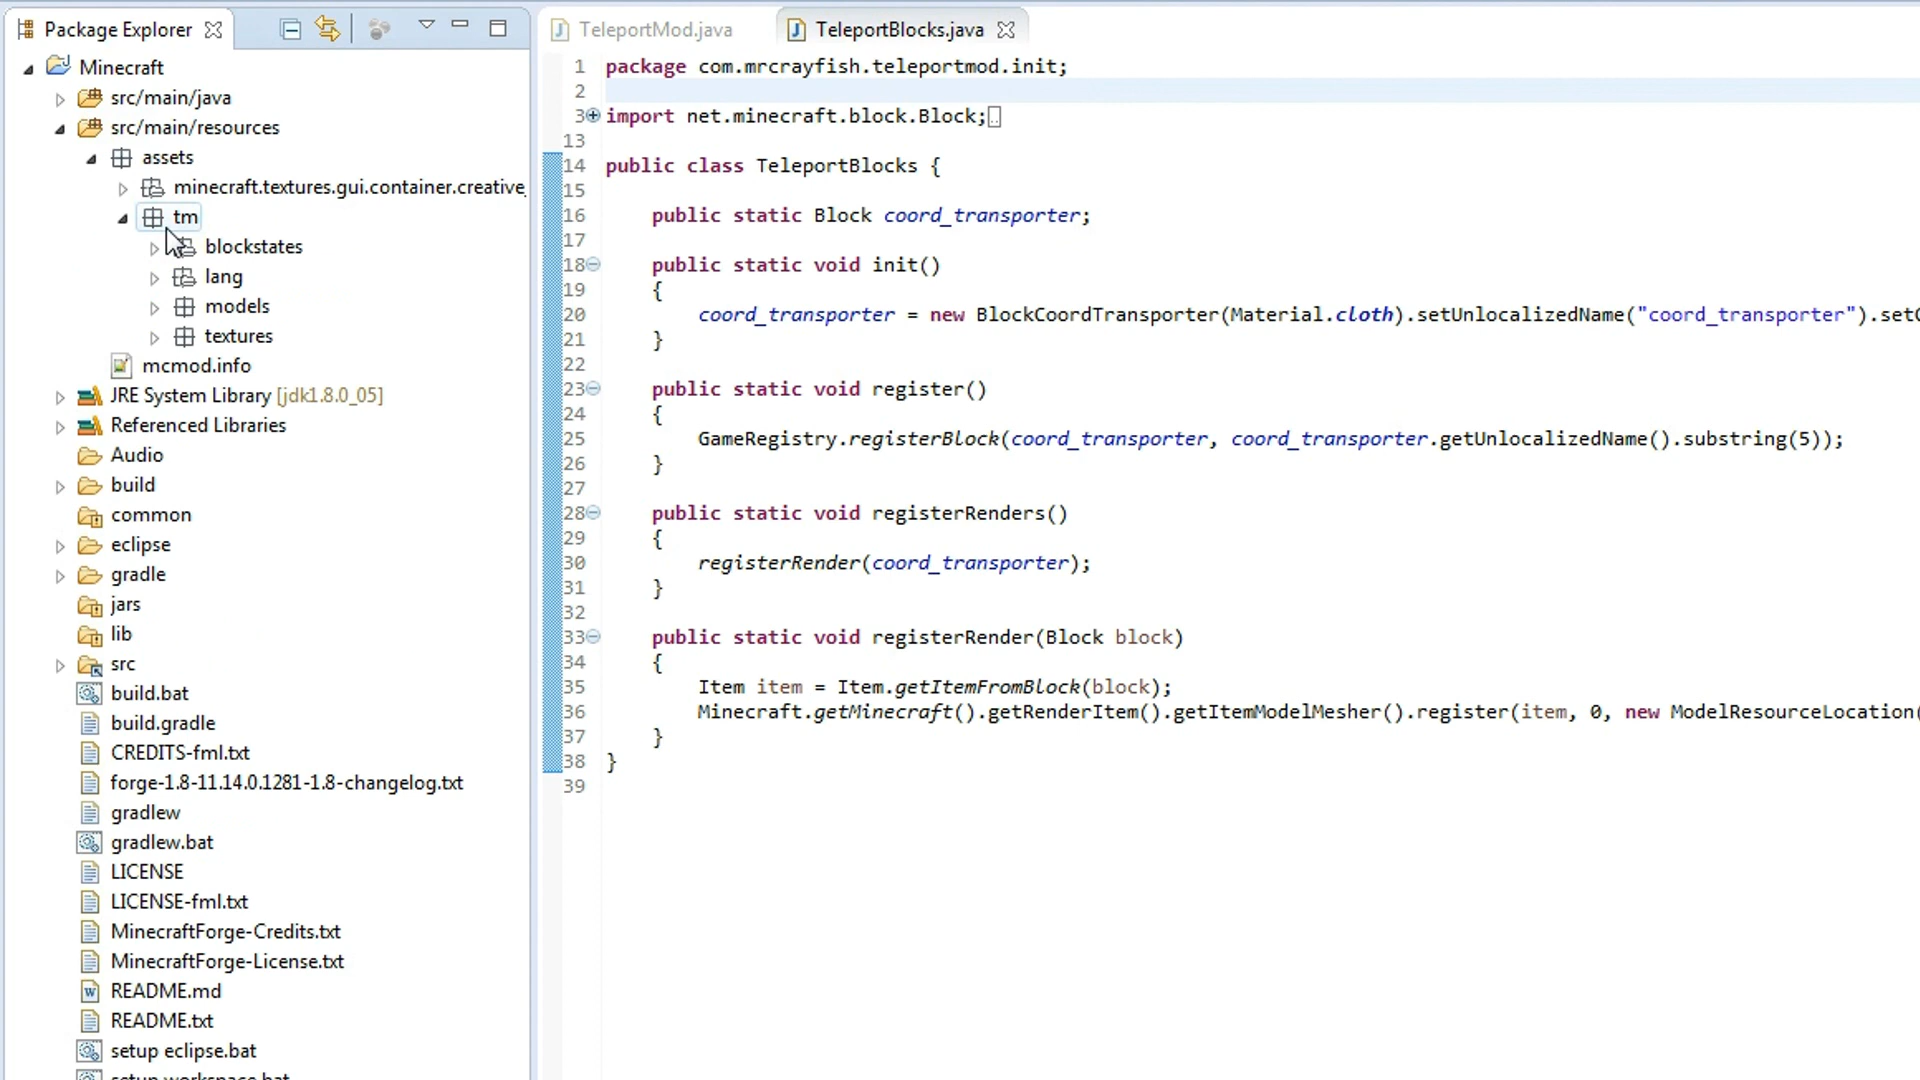 Package Explorer
Minecraft
src/main/java
src/main/resources
assets
minecraft.textures.gui.container.creative_
tm
blockstates
lang
models
textures
mcmod.info
JRE System Library [jdk1.8.0_05]
Referenced Libraries
Audio
build
common
eclipse
gradle
jars
lib
src
build.bat
build.gradle
CREDITS-fml.txt
forge-1.8-11.14.0.1281-1.8-changelog.txt
gradlew
gradlew.bat
LICENSE
LICENSE-fml.txt
MinecraftForge-Credits.txt
MinecraftForge-License.txt
README.md
README.txt
setup eclipse.bat
setup workspace.bat
TeleportMod.java
TeleportBlocks.java
1 package com.mrcrayfish.teleportmod.init;
2
3 import net.minecraft.block.Block;
13
14 public class TeleportBlocks {
15
16 public static Block coord_transporter;
17
18 public static void init()
19 {
20 coord_transporter = new BlockCoordTransporter(Material.cloth).setUnlocalizedName("coord_transporter").setC
21 }
22
23 public static void register()
24 {
25 GameRegistry.registerBlock(coord_transporter, coord_transporter.getUnlocalizedName().substring(5));
26 }
27
28 public static void registerRenders()
29 {
30 registerRender(coord_transporter);
31 }
32
33 public static void registerRender(Block block)
34 {
35 Item item = Item.getItemFromBlock(block);
36 Minecraft.getMinecraft().getRenderItem().getItemModelMesher().register(item, 0, new ModelResourceLocation(
37 }
38 }
39